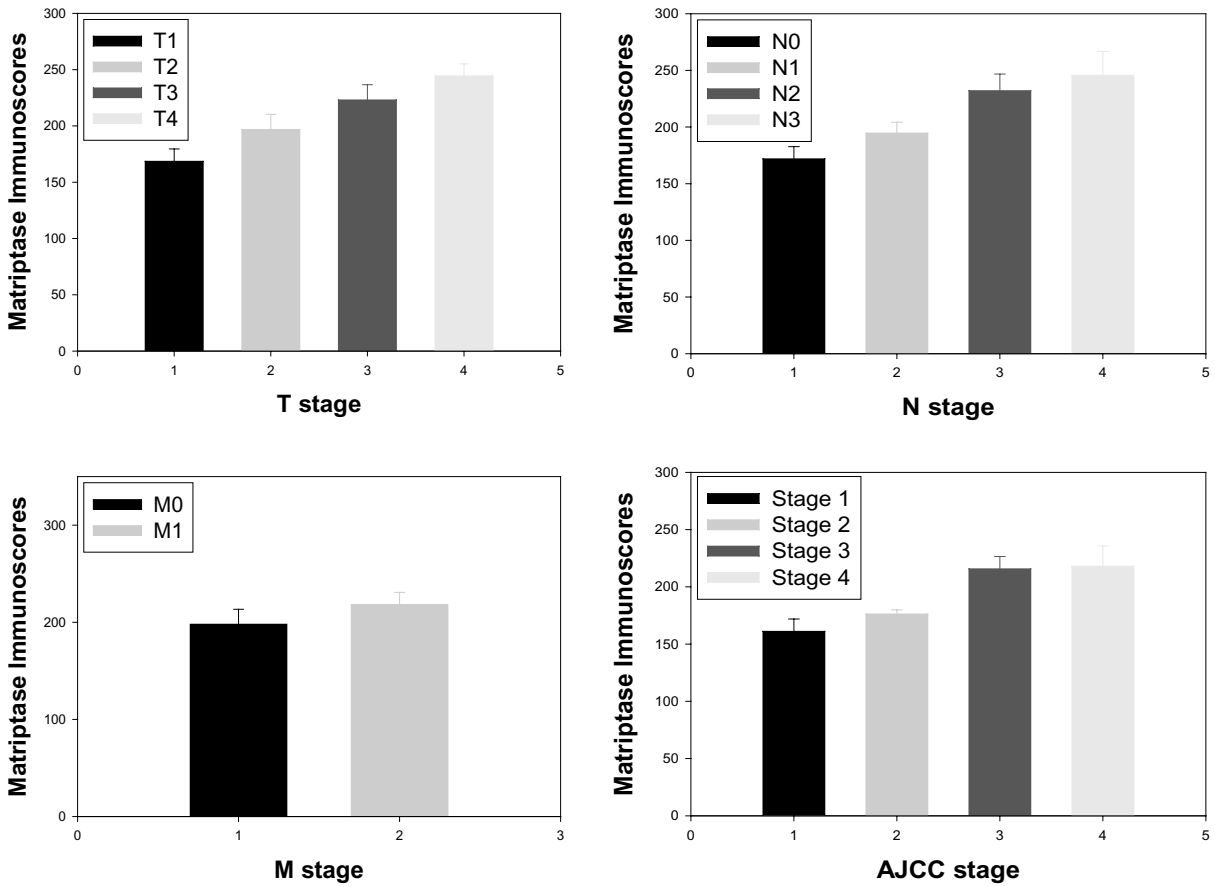 Matriptase Immunoscores
300
250
200
150
100
50
0
T1
T2
T3
T4
0 1 2 3 4 5
T stage
Matriptase Immunoscores
300
250
200
150
100
50
0
N0
N1
N2
N3
0 1 2 3 4 5
N stage
Matriptase Immunoscores
300
200
100
0
M0
M1
0 1 2 3
M stage
Matriptase Immunoscores
300
250
200
150
100
50
0
Stage 1
Stage 2
Stage 3
Stage 4
0 1 2 3 4 5
AJCC stage